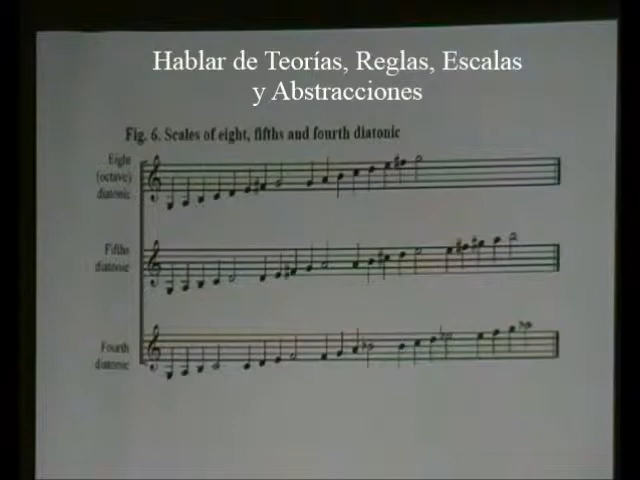 Hablar de Teorías, Reglas, Escalas
y Abstracciones
Fig. 6. Scales of eight, fifths and fourth diatonic
Eight
(octave)
diatonic
Fifths
diatonic
Fourth
diatonic